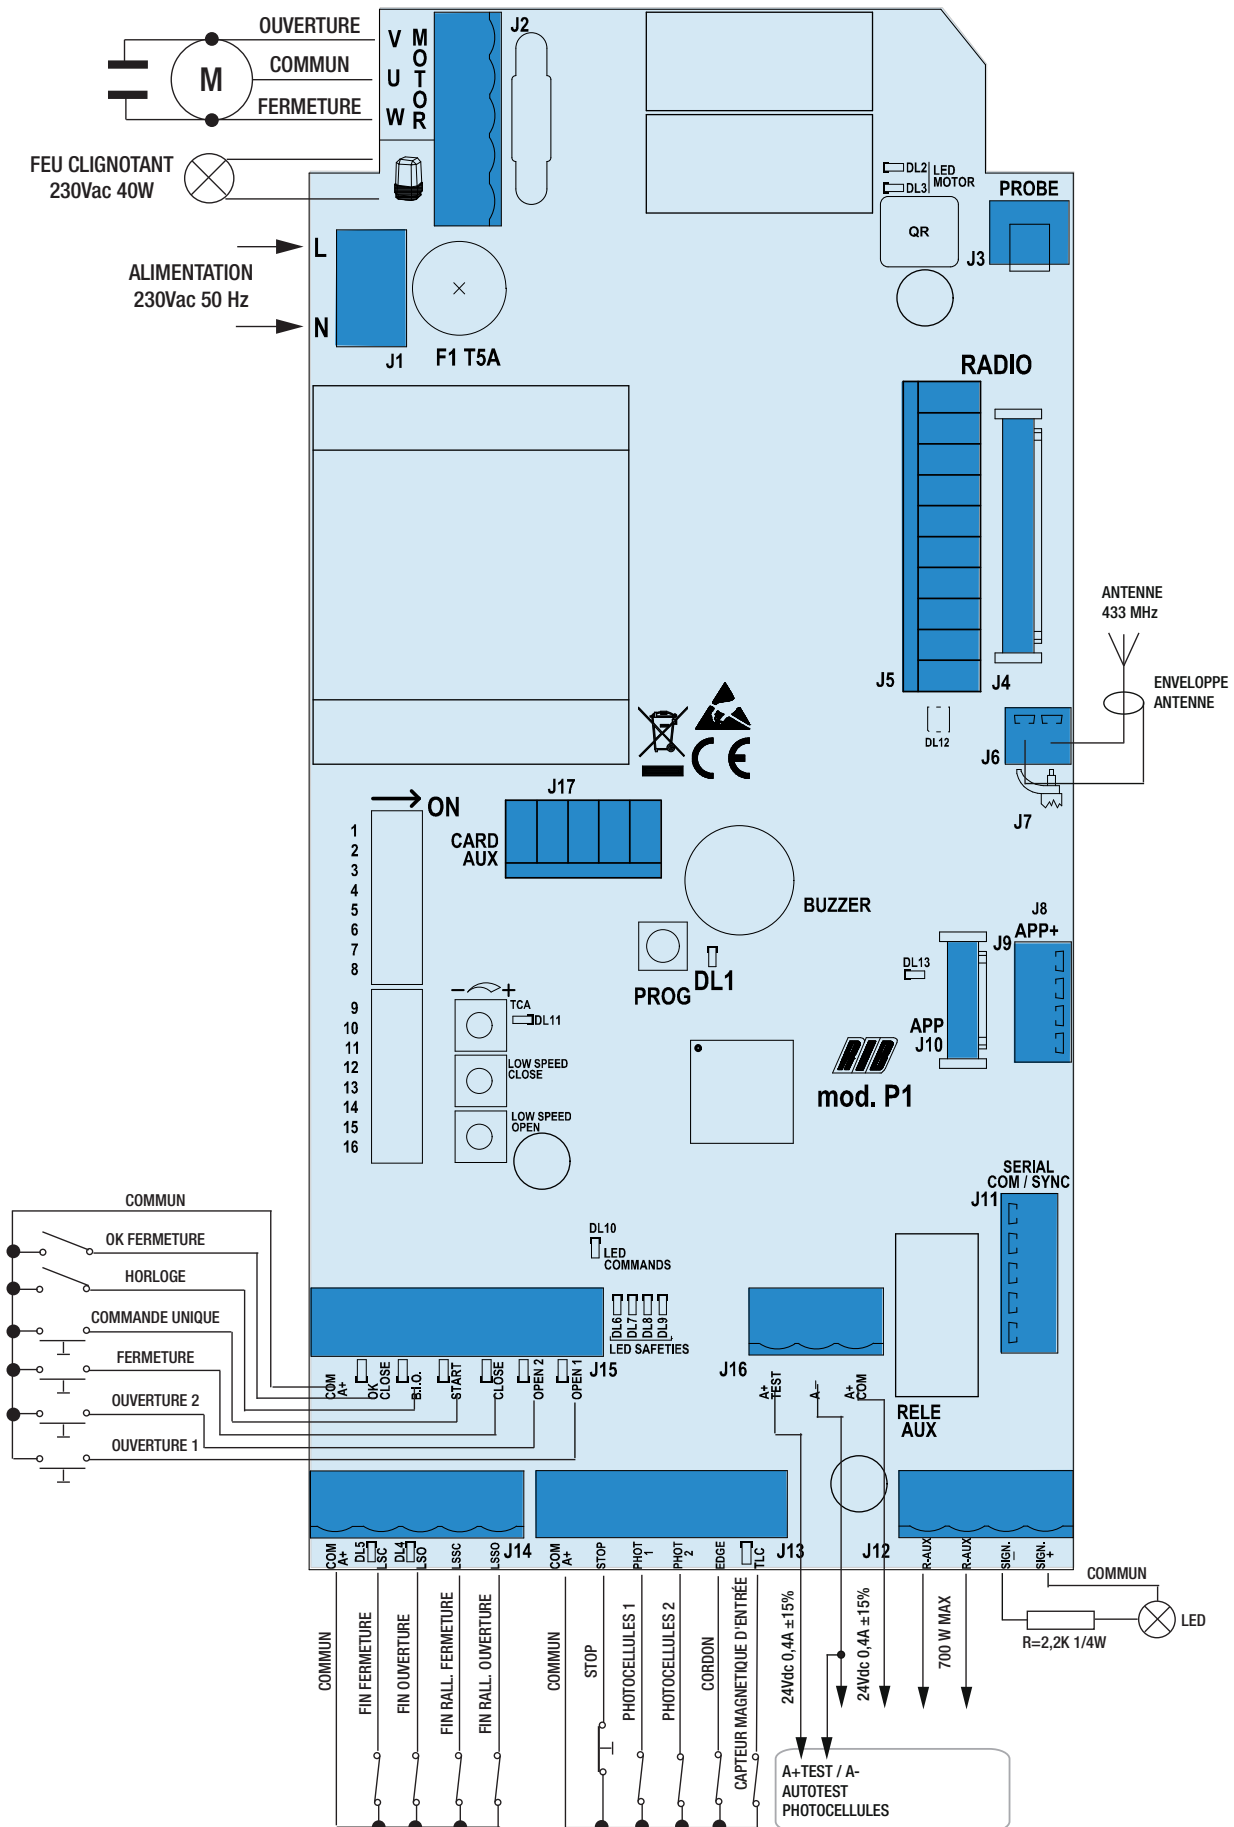 OUVERTURE
COMMUN
FERMETURE
M
V
U
W
MOTOR
J2
FEU CLIGNOTANT
230Vac 40W
L
ALIMENTATION
230Vac 50 Hz
N
J1
F1 T5A
DL2
DL3
LED
MOTOR
QR
PROBE
J3
RADIO
J5
J4
DL12
ANTENNE
433 MHz
ENVELOPPE
ANTENNE
J6
J7
CE
J17
CARD
AUX
ON
1
2
3
4
5
6
7
8
9
10
11
12
13
14
15
16
− +
TCA
DL11
LOW SPEED
CLOSE
LOW SPEED
OPEN
BUZZER
PROG
DL1
J8
APP+
J9
DL13
APP
J10
RIB
mod. P1
SERIAL
COM / SYNC
J11
COMMUN
OK FERMETURE
HORLOGE
COMMANDE UNIQUE
FERMETURE
OUVERTURE 2
OUVERTURE 1
DL10
LED
COMMANDS
DL6
DL7
DL8
DL9
LED SAFETIES
J15
COM
A+
OK
CLOSE
B.I.O.
START
CLOSE
OPEN 2
OPEN 1
J16
A+
TEST
A-
A+
COM
RELE
AUX
COM
A+
DL5
LSC
DL4
LSO
LSSC
LSSO
J14
COM
A+
STOP
PHOT
1
PHOT
2
EDGE
TLC
J13
J12
R-AUX
R-AUX
SIGN.
–
SIGN.
+
COMMUN
LED
R=2,2K 1/4W
COMMUN
FIN FERMETURE
FIN OUVERTURE
FIN RALL. FERMETURE
FIN RALL. OUVERTURE
COMMUN
STOP
PHOTOCELLULES 1
PHOTOCELLULES 2
CORDON
CAPTEUR MAGNETIQUE D'ENTRÉE
24Vdc 0,4A ±15%
24Vdc 0,4A ±15%
700 W MAX
A+TEST / A-
AUTOTEST
PHOTOCELLULES